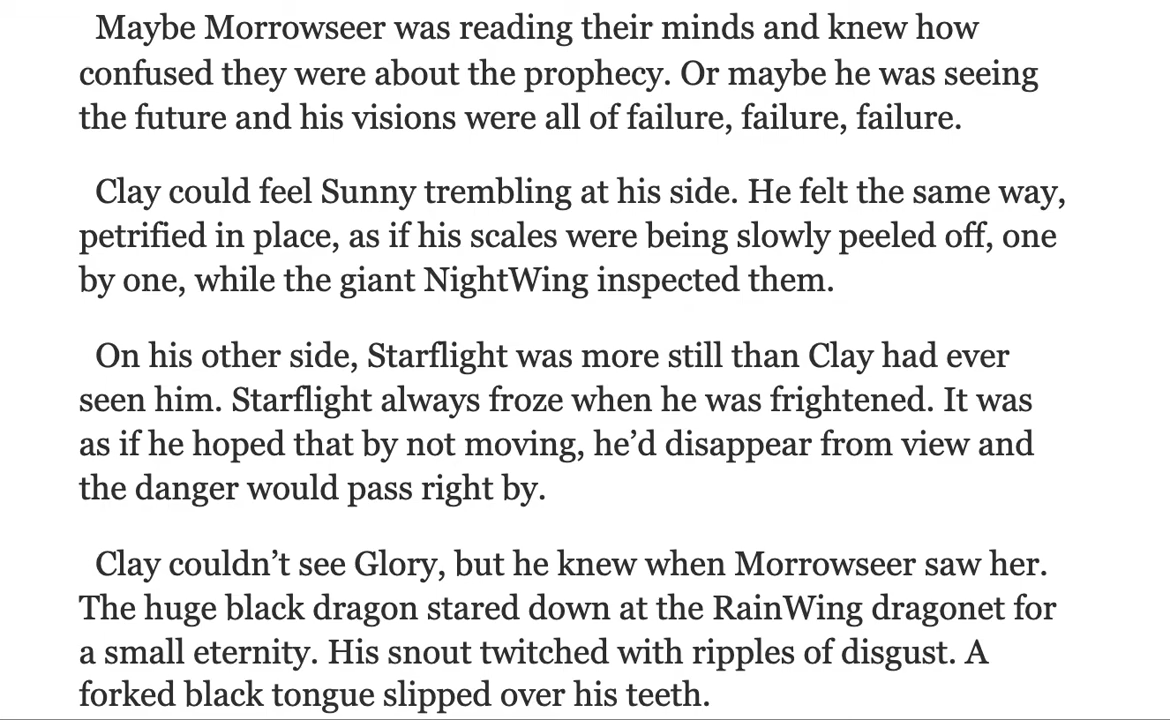 Maybe Morrowseer was reading their minds and knew how
confused they were about the prophecy. Or maybe he was seeing
the future and his visions were all of failure, failure, failure.
Clay could feel Sunny trembling at his side. He felt the same way,
petrified in place, as if his scales were being slowly peeled off, one
by one, while the giant NightWing inspected them.
On his other side, Starflight was more still than Clay had ever
seen him. Starflight always froze when he was frightened. It was
as if he hoped that by not moving, he’d disappear from view and
the danger would pass right by.
Clay couldn’t see Glory, but he knew when Morrowseer saw her.
The huge black dragon stared down at the RainWing dragonet for
a small eternity. His snout twitched with ripples of disgust. A
forked black tongue slipped over his teeth.